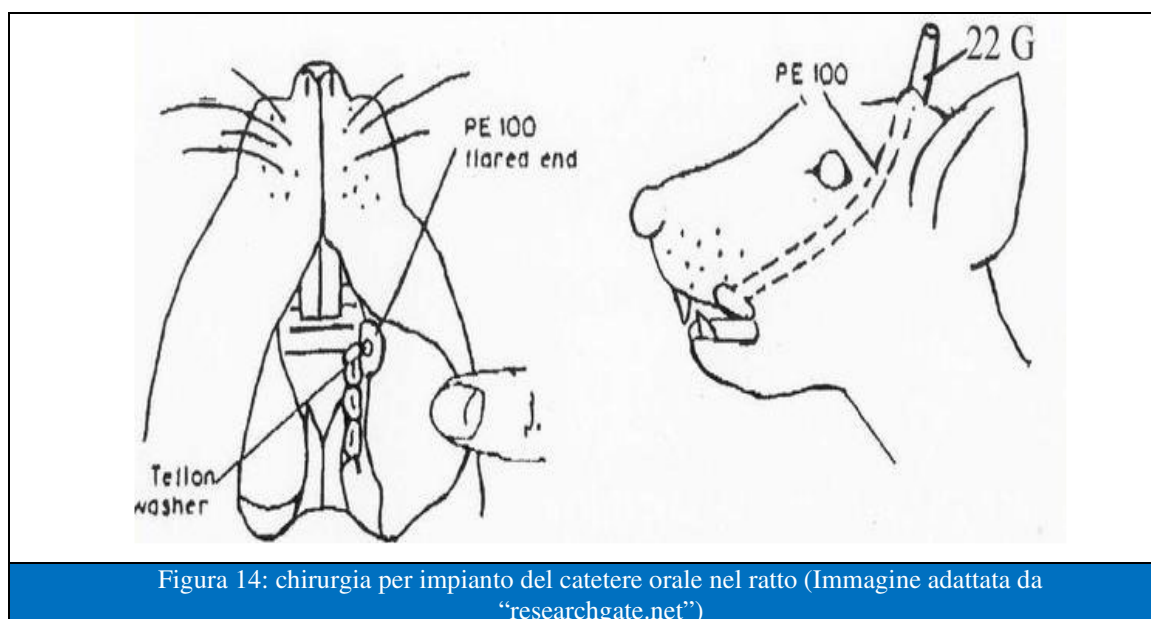 PE 100
flared end
Teflon
washer
PE 100
22 G
Figura 14: chirurgia per impianto del catetere orale nel ratto (Immagine adattata da
“researchgate.net”)